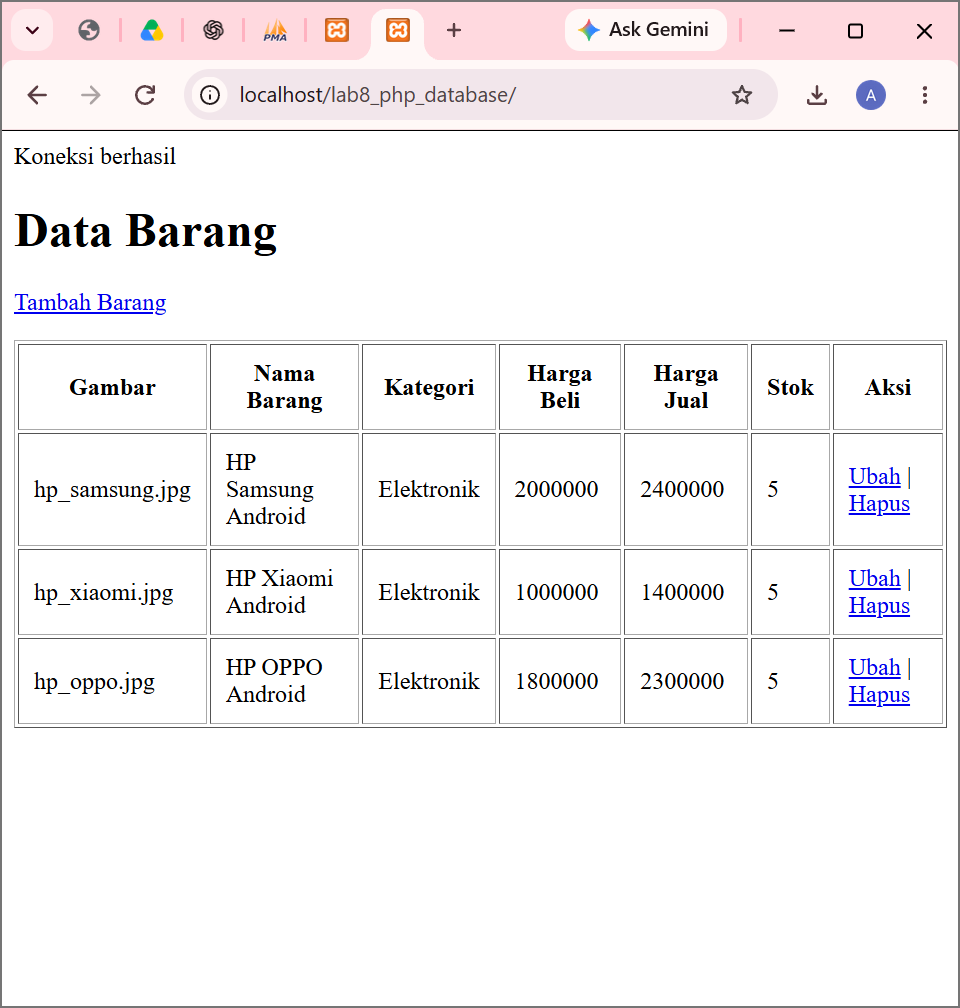 PMA
Ask Gemini
localhost/lab8_php_database/
A
Koneksi berhasil
Data Barang
Tambah Barang
Gambar
Nama
Barang
Kategori
Harga
Beli
Harga
Jual
Stok
Aksi
hp_samsung.jpg
HP
Samsung
Android
Elektronik
2000000
2400000
5
Ubah |
Hapus
hp_xiaomi.jpg
HP Xiaomi
Android
Elektronik
1000000
1400000
5
Ubah |
Hapus
hp_oppo.jpg
HP OPPO
Android
Elektronik
1800000
2300000
5
Ubah |
Hapus